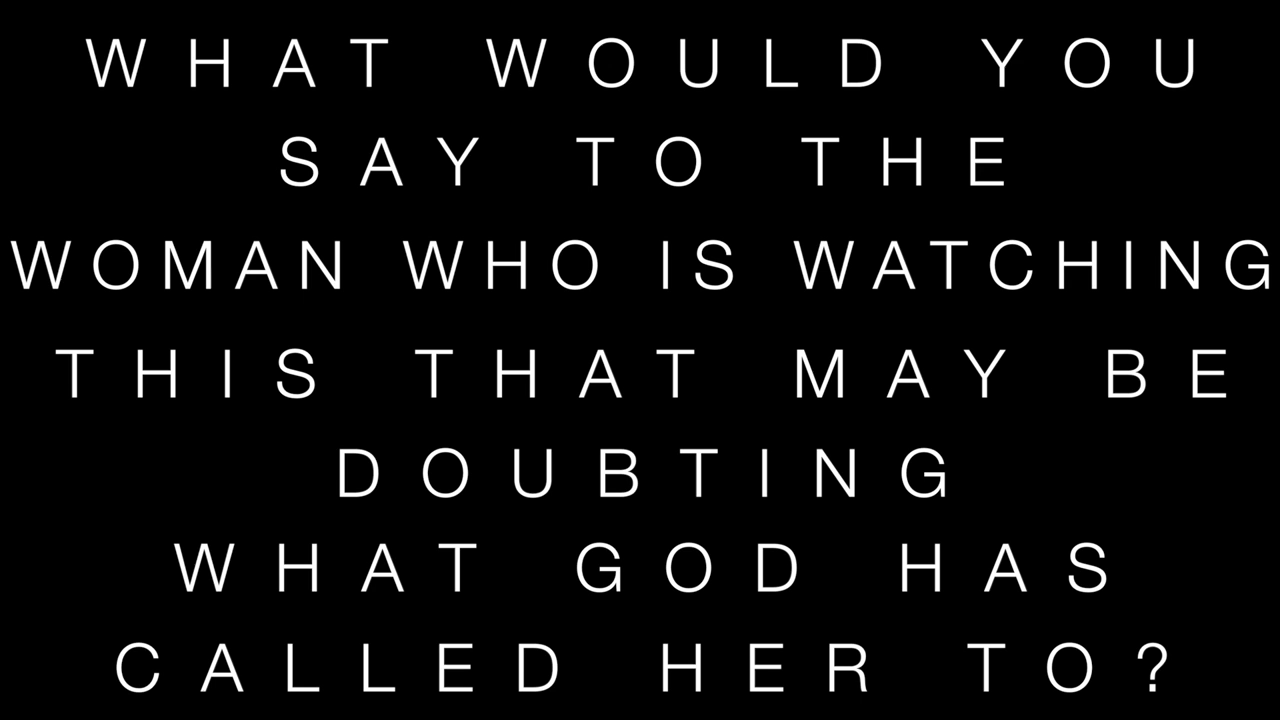 WHAT WOULD YOU
SAY TO THE
WOMAN WHO IS WATCHING
THIS THAT MAY BE
DOUBTING
WHAT GOD HAS
CALLED HER TO?